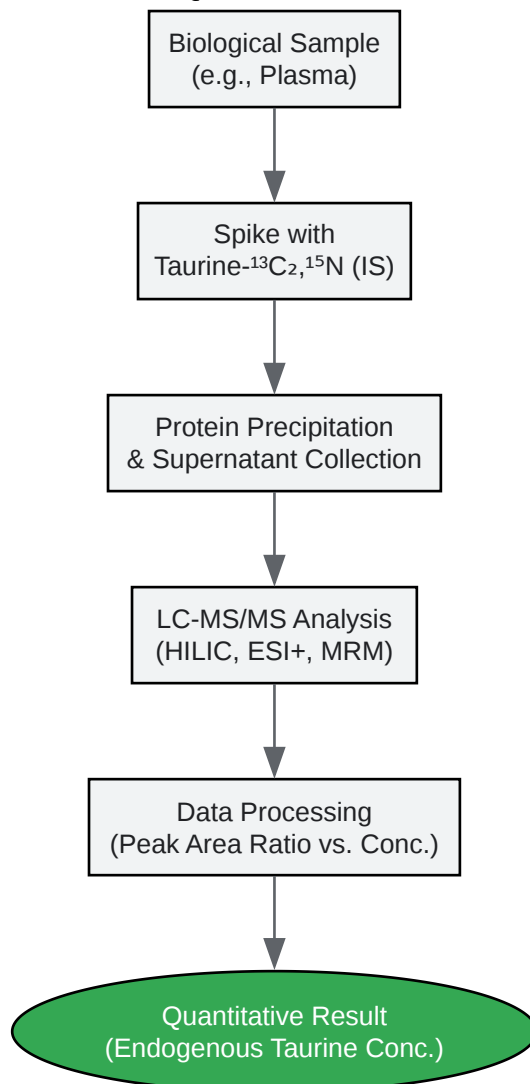 Biological Sample
(e.g., Plasma)
Spike with
Taurine-¹³C₂,¹⁵N (IS)
Protein Precipitation
& Supernatant Collection
LC-MS/MS Analysis
(HILIC, ESI+, MRM)
Data Processing
(Peak Area Ratio vs. Conc.)
Quantitative Result
(Endogenous Taurine Conc.)